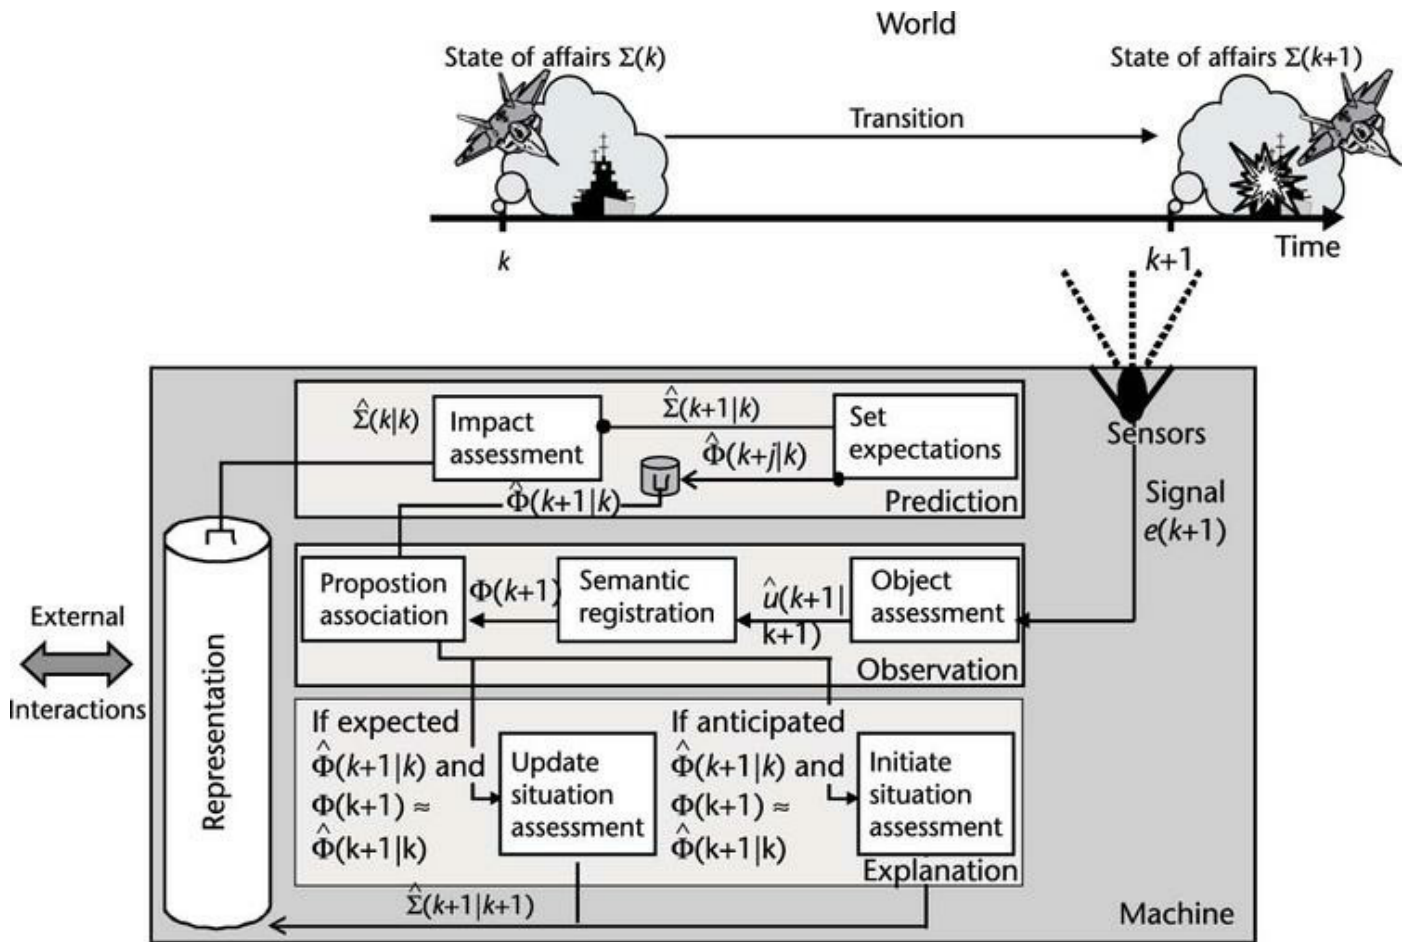 World
State of affairs Σ(k)
State of affairs Σ(k+1)
Transition
Time
k
k+1
Σ̂(k|k)
Impact
assessment
Σ̂(k+1|k)
Set
expectations
Φ̂(k+j|k)
Φ̂(k+1|k)
Prediction
Sensors
Signal
e(k+1)
Propostion
association
Φ(k+1)
Semantic
registration
û(k+1|
k+1)
Object
assessment
Observation
External
Interactions
Representation
If expected
Φ̂(k+1|k) and
Φ(k+1) ≈
Φ̂(k+1|k)
Update
situation
assessment
If anticipated
Φ̂(k+1|k) and
Φ(k+1) ≈
Φ̂(k+1|k)
Initiate
situation
assessment
Explanation
Σ̂(k+1|k+1)
Machine